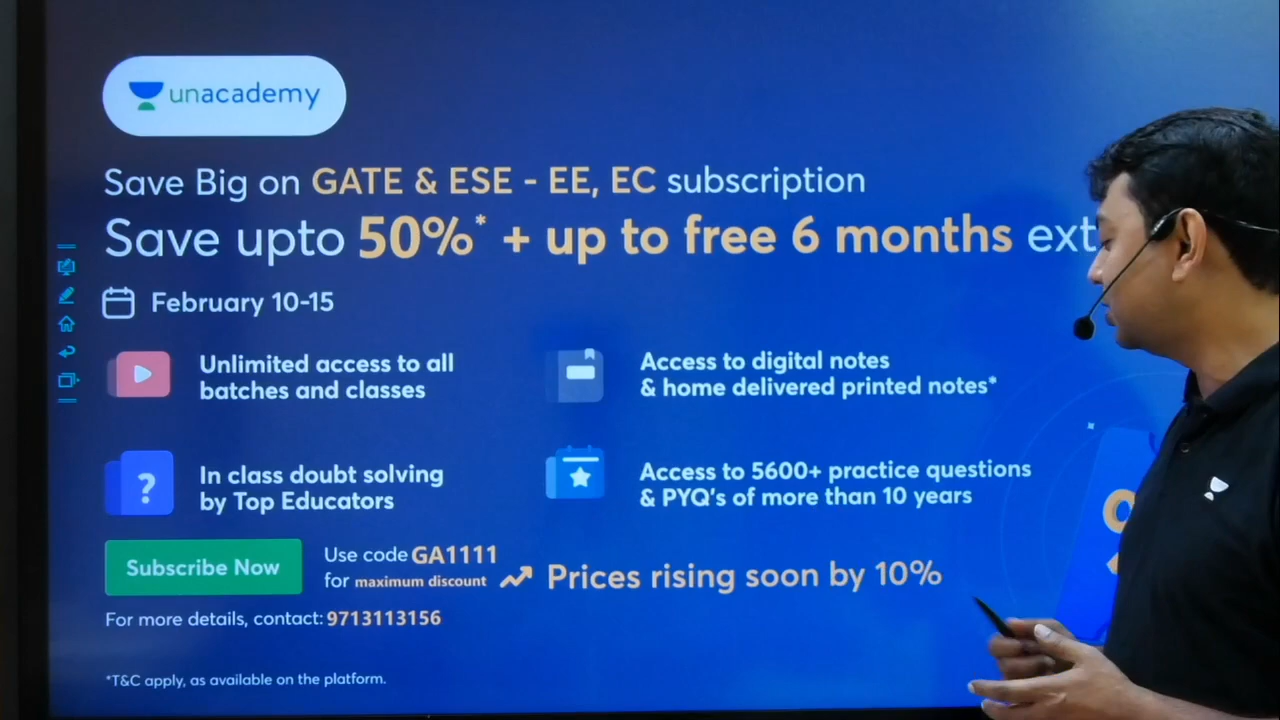 unacademy
Save Big on GATE & ESE - EE, EC subscription
Save upto 50%* + up to free 6 months ext
February 10-15
Unlimited access to all
batches and classes
Access to digital notes
& home delivered printed notes*
In class doubt solving
by Top Educators
Access to 5600+ practice questions
& PYQ's of more than 10 years
Subscribe Now
Use code GA1111
for maximum discount
Prices rising soon by 10%
For more details, contact: 9713113156
*T&C apply, as available on the platform.